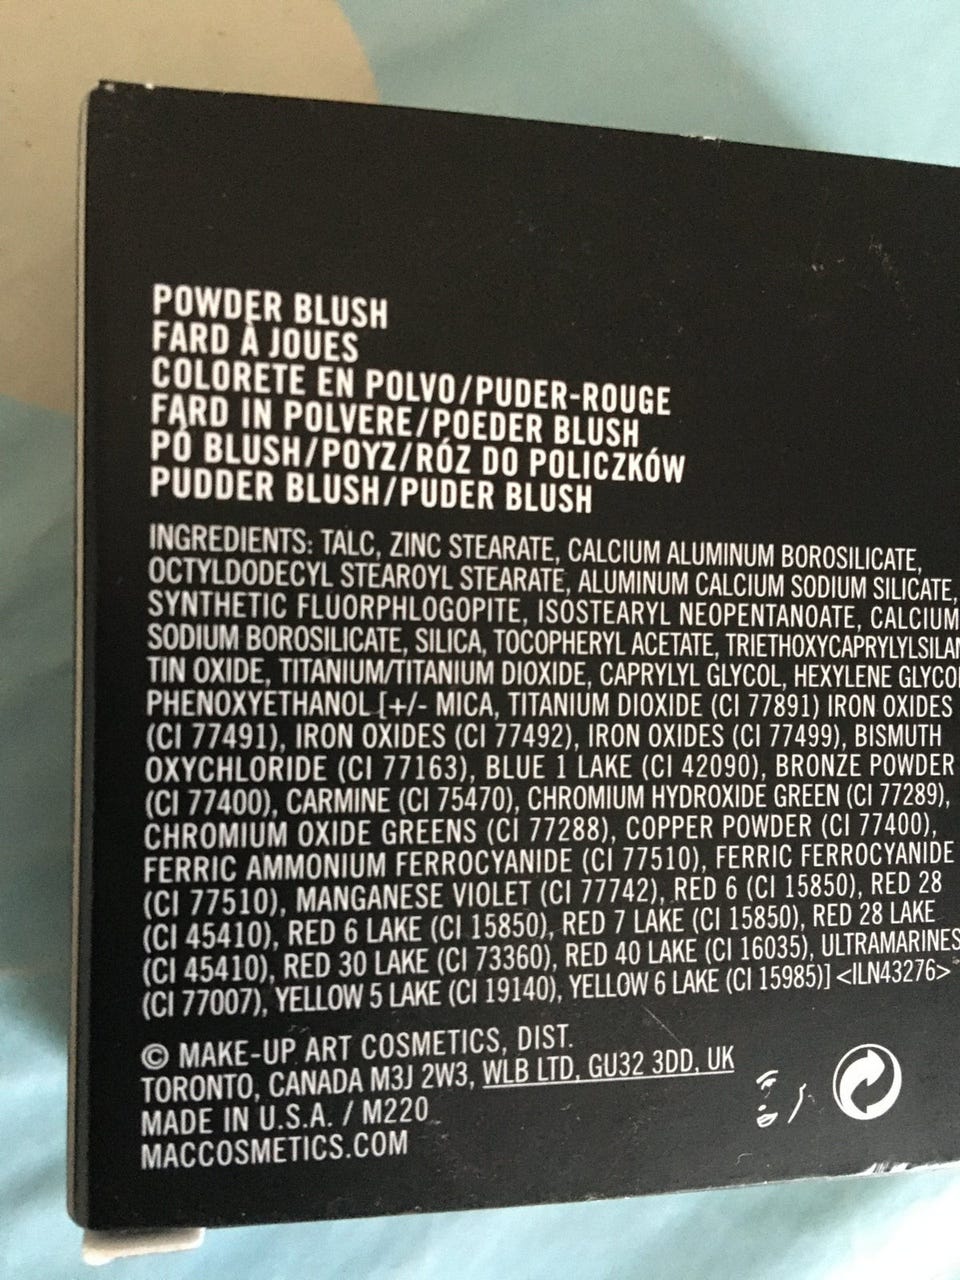 POWDER BLUSH
FARD À JOUES
COLORETE EN POLVO/PUDER-ROUGE
FARD IN POLVERE/POEDER BLUSH
PÓ BLUSH/ΡΟΥΖ/RÓŻ DO POLICZKÓW
PUDDER BLUSH/PUDER BLUSH
INGREDIENTS: TALC, ZINC STEARATE, CALCIUM ALUMINUM BOROSILICATE,
OCTYLDODECYL STEAROYL STEARATE, ALUMINUM CALCIUM SODIUM SILICATE,
SYNTHETIC FLUORPHLOGOPITE, ISOSTEARYL NEOPENTANOATE, CALCIUM
SODIUM BOROSILICATE, SILICA, TOCOPHERYL ACETATE,
TIN OXIDE, TITANIUM/TITANIUM DIOXIDE, CAPRYLYL GLYCOL, HEXYLENE
PHENOXYETHANOL [+/- MICA, TITANIUM DIOXIDE (CI 77891) IRON OXIDES
(CI 77491), IRON OXIDES (CI 77492), IRON OXIDES (CI 77499), BISMUTH
OXYCHLORIDE (CI 77163), BLUE 1 LAKE (CI 42090), BRONZE POWDER
(CI 77400), CARMINE (CI 75470), CHROMIUM HYDROXIDE GREEN (CI 77289),
CHROMIUM OXIDE GREENS (CI 77288), COPPER POWDER (CI 77400),
FERRIC AMMONIUM FERROCYANIDE (CI 77510), FERRIC FERROCYANIDE
(CI 77510), MANGANESE VIOLET (CI 77742), RED 6 (CI 15850), RED 28
(CI 45410), RED 6 LAKE (CI 15850), RED 7 LAKE (CI 15850), RED 28 LAKE
(CI 45410), RED 30 LAKE (CI 73360), RED 40 LAKE (CI 16035), ULTRAMARINES
(CI 77007), YELLOW 5 LAKE (CI 19140), YELLOW 6 LAKE (CI 15985)] <ILN43276>
© MAKE-UP ART COSMETICS, DIST.
TORONTO, CANADA M3J 2W3, WLB LTD, GU32 3DD, UK
MADE IN U.S.A. / M220
MACCOSMETICS.COM